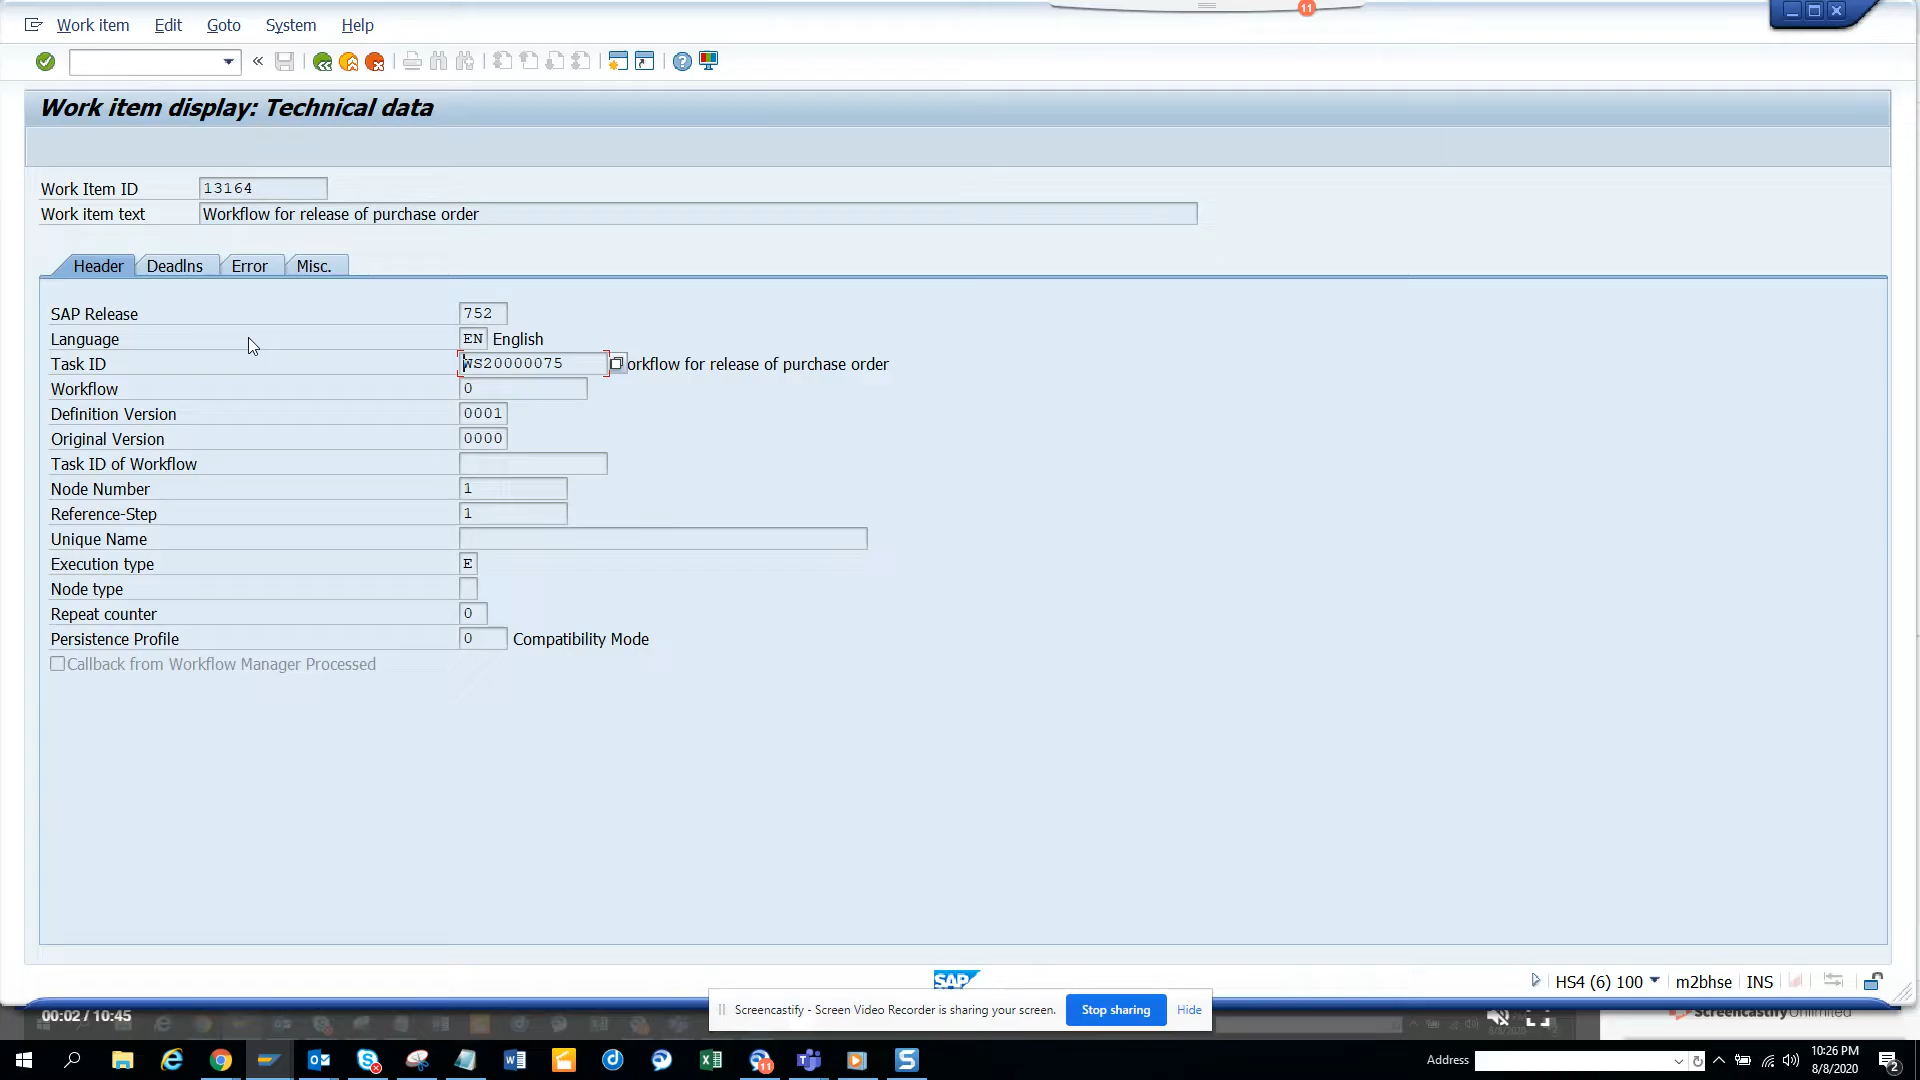 Work item Edit Goto System Help
11
Work item display: Technical data
Work Item ID 13164
Work item text Workflow for release of purchase order
Header Deadlns Error Misc.
SAP Release 752
Language EN English
Task ID WS20000075 orkflow for release of purchase order
Workflow 0
Definition Version 0001
Original Version 0000
Task ID of Workflow
Node Number 1
Reference-Step 1
Unique Name
Execution type E
Node type
Repeat counter 0
Persistence Profile 0 Compatibility Mode
Callback from Workflow Manager Processed
SAP
HS4 (6) 100 m2bhse INS
Screencastify - Screen Video Recorder is sharing your screen. Stop sharing Hide
00:02 / 10:45
Screencastify Unlimited
Address
10:26 PM
8/8/2020
11
2